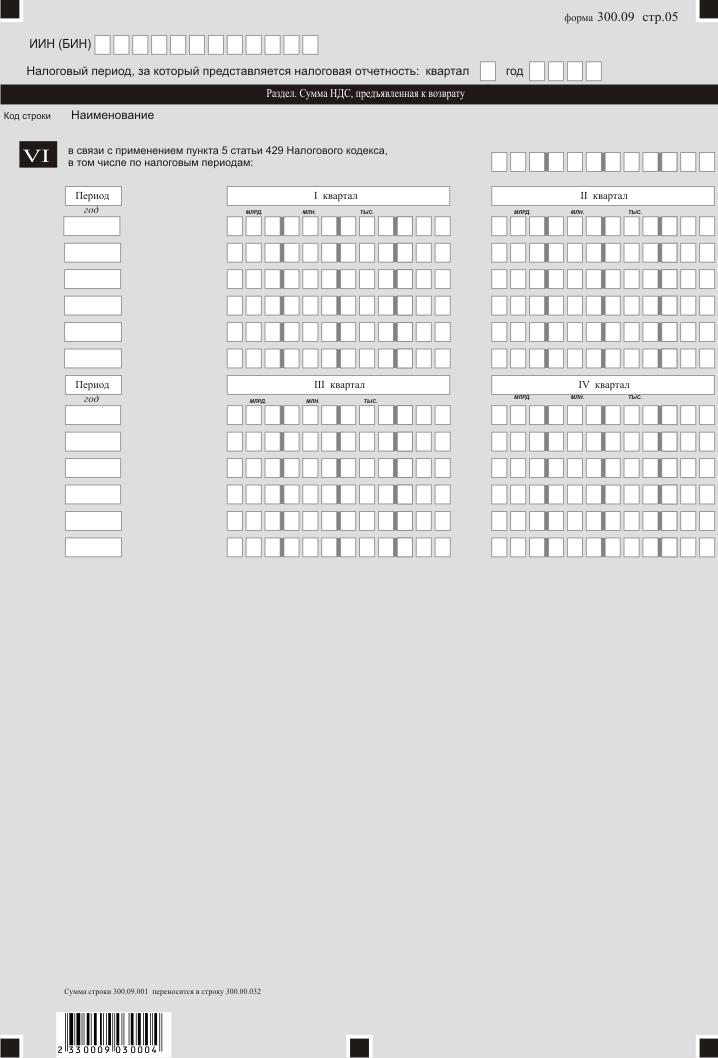 форма 300.09 стр.05
ИИН (БИН)
Налоговый период, за который представляется налоговая отчетность: квартал год
Раздел. Сумма НДС, предъявленная к возврату
Код строки Наименование
VI в связи с применением пункта 5 статьи 429 Налогового кодекса,
в том числе по налоговым периодам:
Период I квартал II квартал
год МЛРД. МЛН. ТЫС. МЛРД. МЛН. ТЫС.
Период III квартал IV квартал
год МЛРД. МЛН. ТЫС. МЛРД. МЛН. ТЫС.
Сумма строки 300.09.001 переносится в строку 300.00.032
2 330009 030004